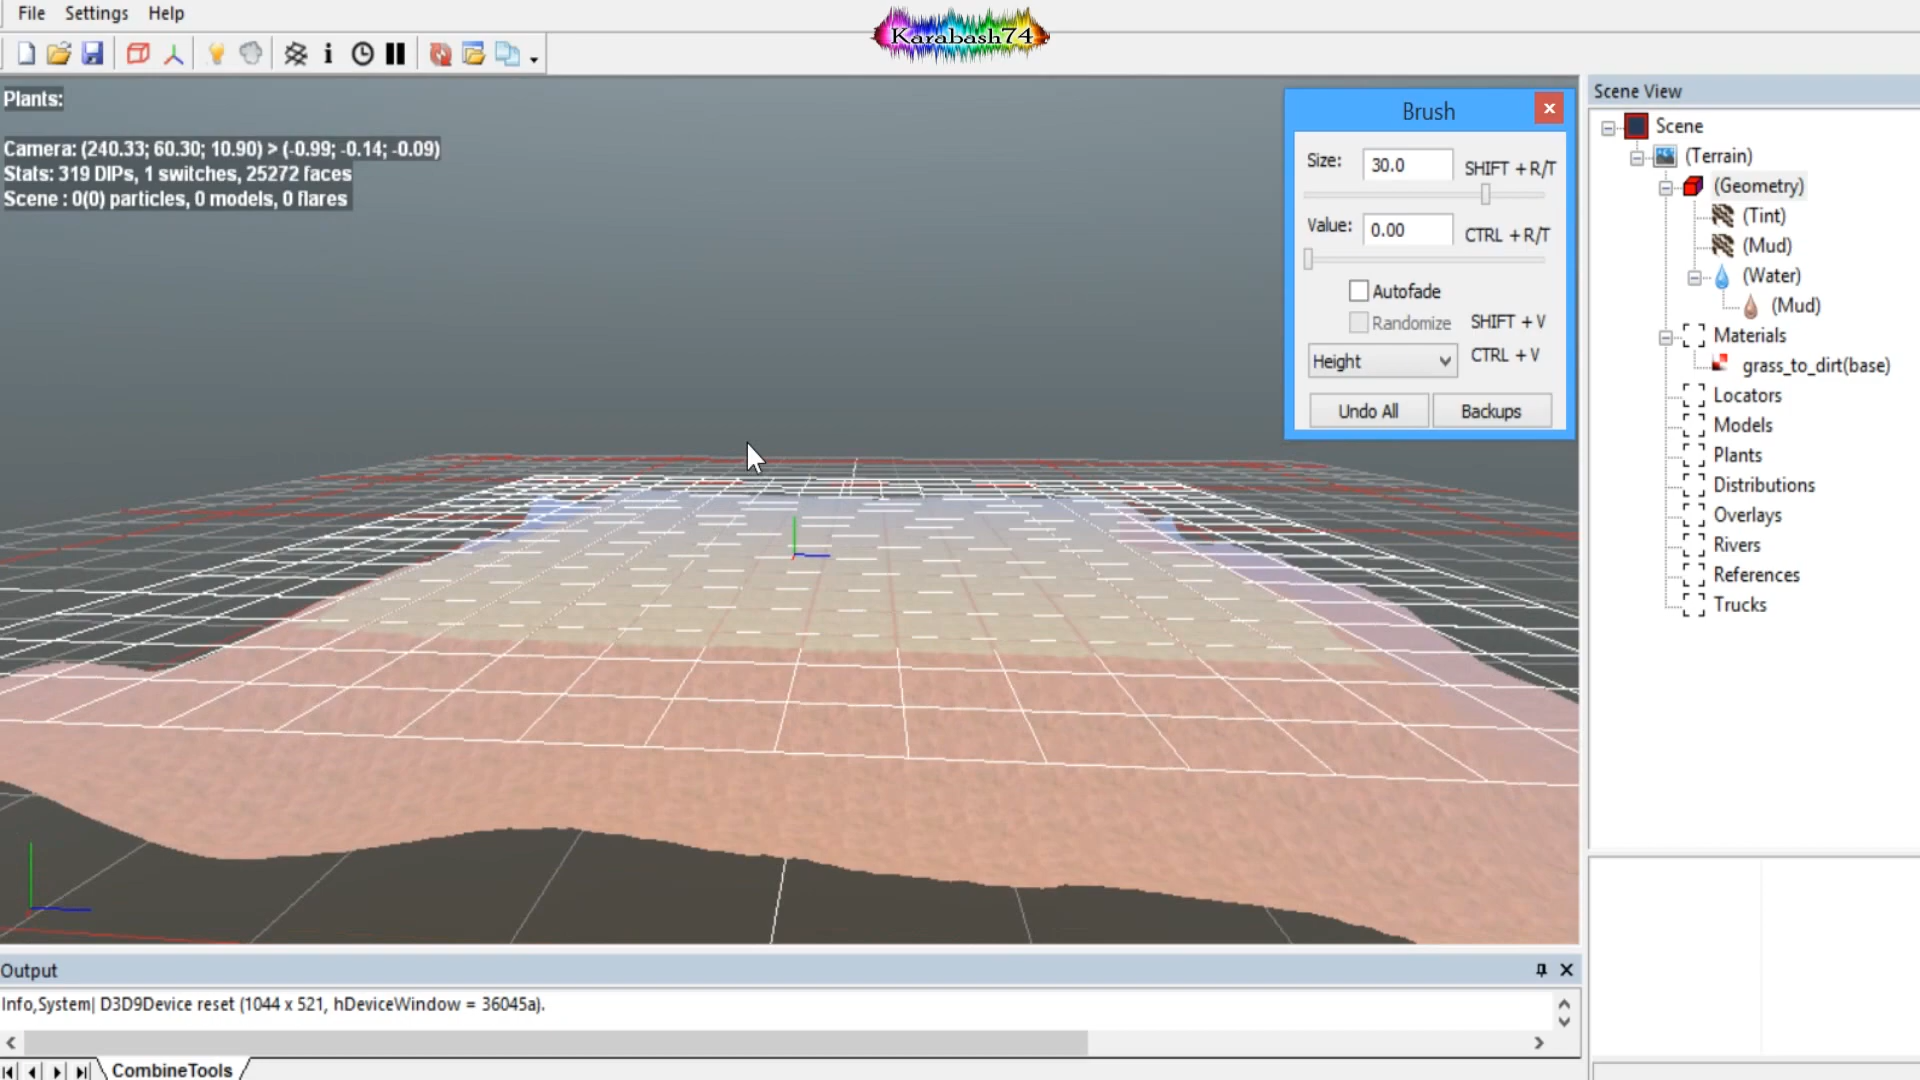 File Settings Help
Karabash74
Plants:
Camera: (240.33; 60.30; 10.90) > (-0.99; -0.14; -0.09)
Stats: 319 DIPs, 1 switches, 25272 faces
Scene : 0(0) particles, 0 models, 0 flares
Brush
Size: 30.0 SHIFT +R/T
Value: 0.00 CTRL +R/T
Autofade
Randomize SHIFT +V
Height CTRL +V
Undo All Backups
Scene View
Scene
(Terrain)
(Geometry)
(Tint)
(Mud)
(Water)
(Mud)
Materials
grass_to_dirt(base)
Locators
Models
Plants
Distributions
Overlays
Rivers
References
Trucks
Output
Info,System| D3D9Device reset (1044 x 521, hDeviceWindow = 36045a).
CombineTools